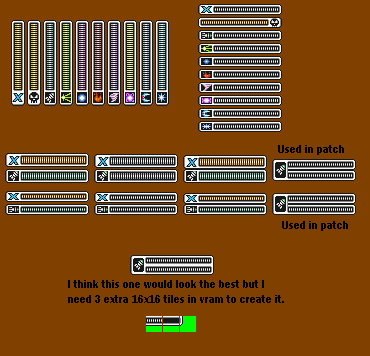 Used in patch
Used in patch
I think this one would look the best but I
need 3 extra 16x16 tiles in vram to create it.